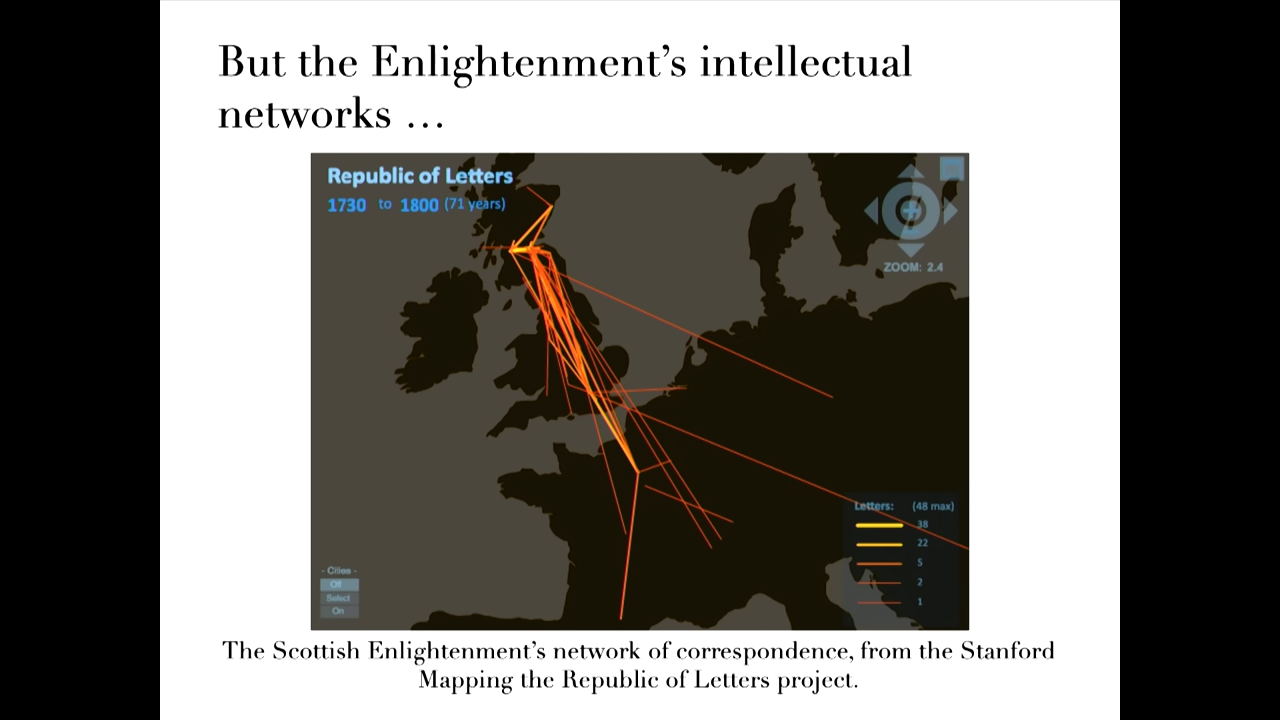 But the Enlightenment’s intellectual
networks …
Republic of Letters
1730 to 1800 (71 years)
ZOOM: 2.4
Letters: (48 max)
38
22
5
2
1
- Cities -
Off
Select
On
The Scottish Enlightenment’s network of correspondence, from the Stanford
Mapping the Republic of Letters project.